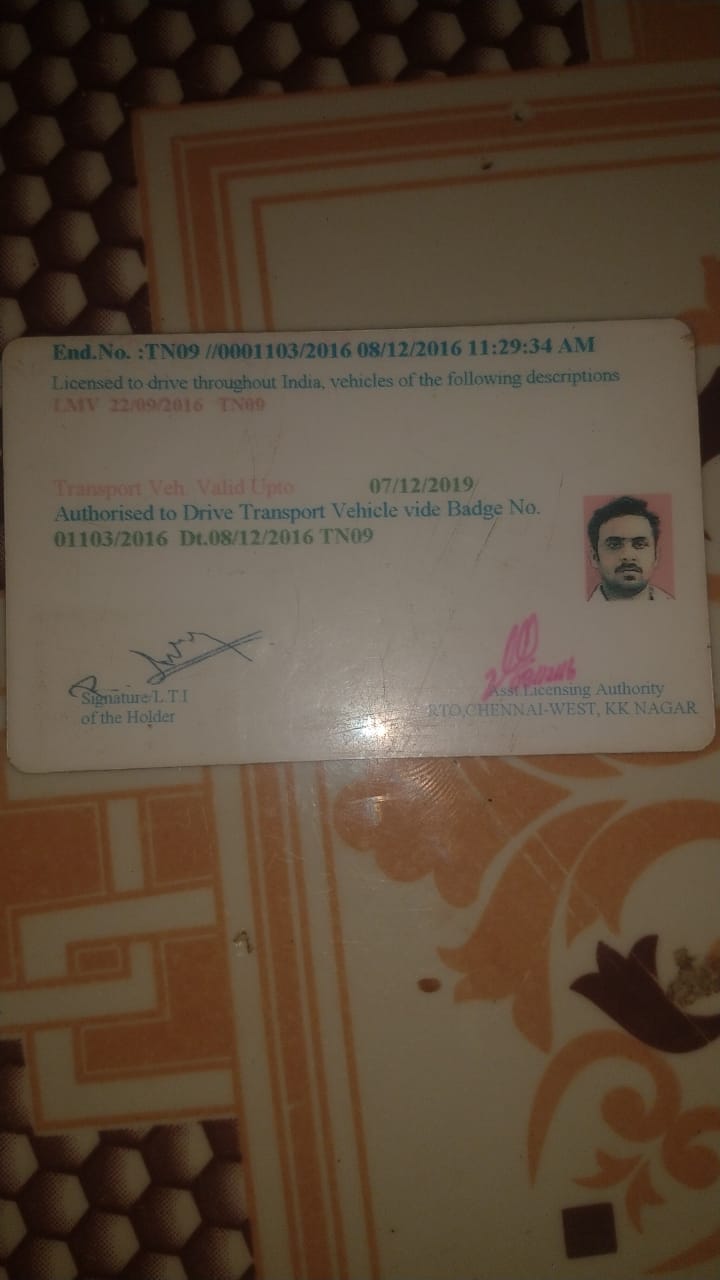 End.No. :TN09 //0001103/2016 08/12/2016 11:29:34 AM
Licensed to drive throughout India, vehicles of the following descriptions
LMV 22/09/2016 TN09
Transport Veh. Valid Upto 07/12/2019
Authorised to Drive Transport Vehicle vide Badge No.
01103/2016 Dt.08/12/2016 TN09
Signature/L.T.I
of the Holder
Asst.Licensing Authority
RTO,CHENNAI-WEST, KK NAGAR